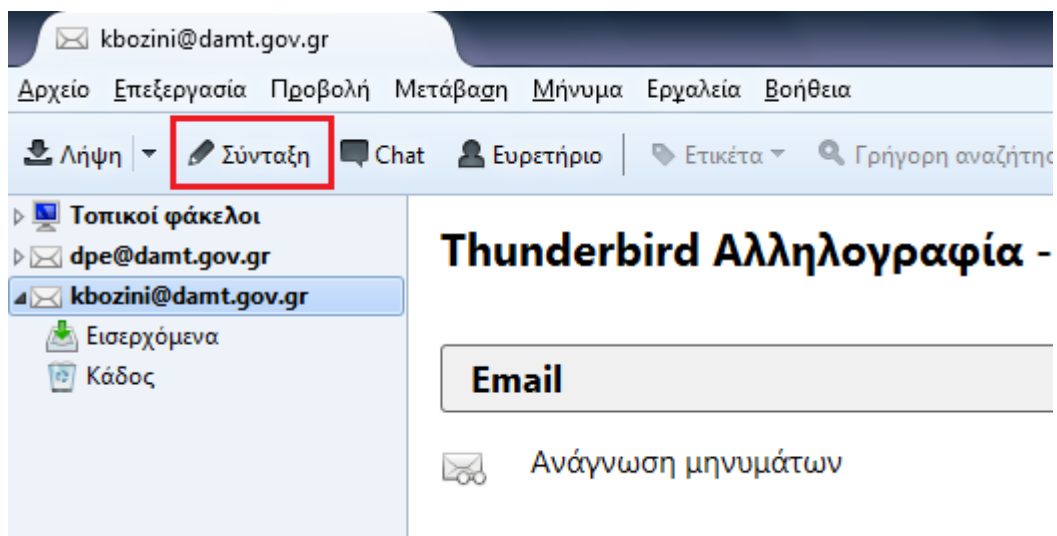 kbozini@damt.gov.gr
Αρχείο Επεξεργασία Προβολή Μετάβαση Μήνυμα Εργαλεία Βοήθεια
Λήψη Σύνταξη Chat Ευρετήριο Ετικέτα Γρήγορη αναζήτησ
Τοπικοί φάκελοι
dpe@damt.gov.gr
kbozini@damt.gov.gr
Εισερχόμενα
Κάδος
Thunderbird Αλληλογραφία -
Email
Ανάγνωση μηνυμάτων